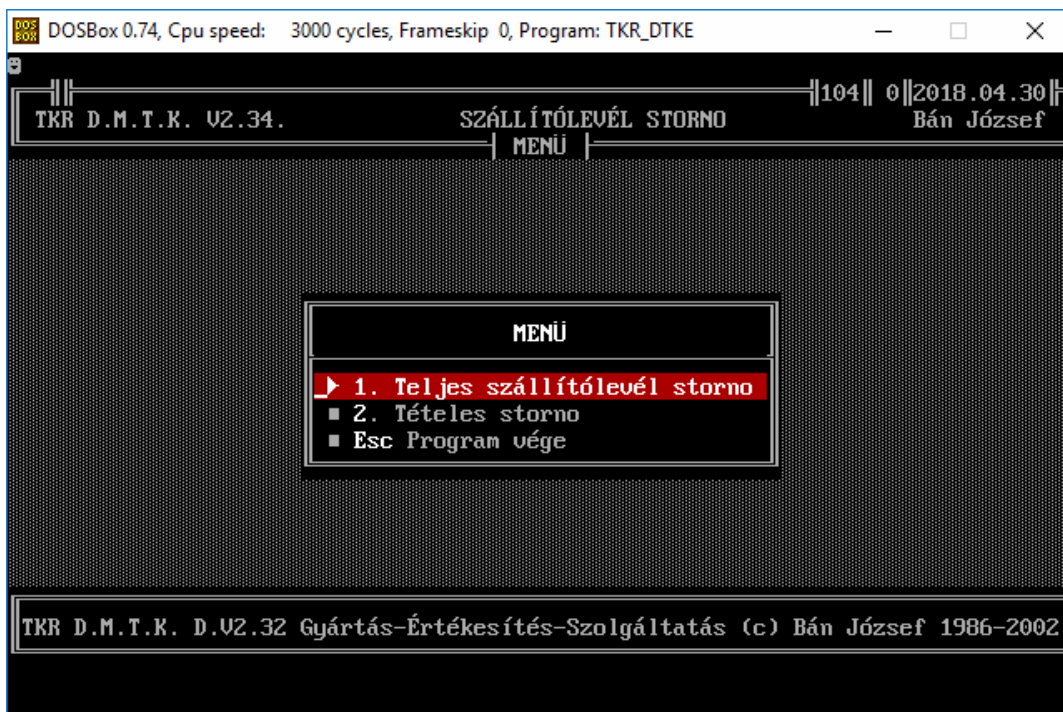 DOSBox 0.74, Cpu speed: 3000 cycles, Frameskip 0, Program: TKR_DTKE
104 0 2018.04.30
TKR D.M.T.K. V2.34. SZÁLLÍTÓLEVÉL STORNO Bán József
MENÜ
MENÜ
1. Teljes szállítólevél storno
2. Tételes storno
Esc Program vége
TKR D.M.T.K. D.V2.32 Gyártás-Értékesítés-Szolgáltatás (c) Bán József 1986-2002